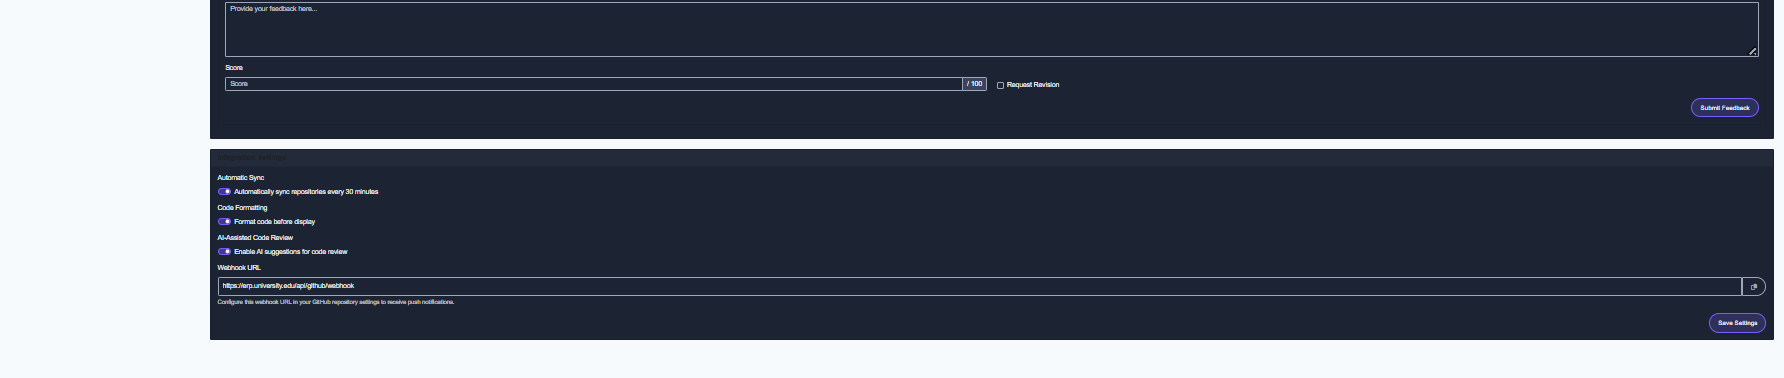 Provide your feedback here...
Score
Score / 100 Request Revision
Submit Feedback
Integration Settings
Automatic Sync
Automatically sync repositories every 30 minutes
Code Formatting
Format code before display
AI-Assisted Code Review
Enable AI suggestions for code review
Webhook URL
https://erp.university.edu/api/github/webhook
Configure this webhook URL in your GitHub repository settings to receive push notifications.
Save Settings